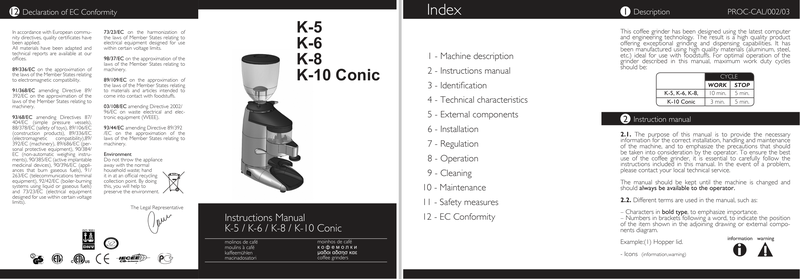 12 Declaration of EC Conformity
In accordance with European commu-
nity directives, quality certificates have
been applied.
All materials have been adapted and
technical reports are available at our
offices.
89/336/EC on the approximation of
the laws of the Member States relating
to electromagnetic compatibility.
91/368/EC amending Directive 89/
392/EC on the approximation of the
laws of the Member States relating to
machinery.
93/68/EC amending Directives 87/
404/EC (simple pressure vessels),
88/378/EC (safety of toys), 89/106/EC
(construction products), 89/336/EC
(electromagnetic compatibility), 89/
392/EC (machinery), 89/686/EC (per-
sonal protective equipment), 90/384/
EC (non-automatic weighing instru-
ments), 90/385/EC (active implantable
medicinal devices), 90/396/EC (appli-
ances that burn gaseous fuels), 91/
263/EC (telecommunications terminal
equipment), 92/42/EC (boiler-burning
systems using liquid or gaseous fuels)
and 73/23/EC (electrical equipment
designed for use within certain voltage
limits).
73/23/EC on the harmonization of
the laws of Member States relating to
electrical equipment designed for use
within certain voltage limits.
98/37/EC on the approximation of the
laws of the Member States relating to
machinery.
89/109/EC on the approximation of
the laws of the Member States relating
to materials and articles intended to
come into contact with foodstuffs.
03/108/EC amending Directive 2002/
96/EC on waste electrical and elec-
tronic equipment (WEEE).
93/44/EC amending Directive 89/392
/EC on the approximation of the
laws of the Member States relating to
machinery.
Environment
Do not throw the appliance
away with the normal
household waste; hand
it in at an official recycling
collection point. By doing
this, you will help to
preserve the environment.
The Legal Representative
K-5
K-6
K-8
K-10 Conic
Instructions Manual
K-5 / K-6 / K-8 / K-10 Conic
molinos de café
moulins à café
kaffeemühlen
macinadosatori
moinhos de café
кофемолки
coffee grinders
Index
1 - Machine description
2 - Instructions manual
3 - Identification
4 - Technical characteristics
5 - External components
6 - Installation
7 - Regulation
8 - Operation
9 - Cleaning
10 - Maintenance
11 - Safety measures
12 - EC Conformity
1 Description PROC-CAL/002/03
This coffee grinder has been designed using the latest computer
and engineering technology. The result is a high quality product
offering exceptional grinding and dispensing capabilities. It has
been manufactured using high quality materials (aluminum, steel,
etc.) ideal for use with foodstuffs. For optimal operation of the
grinder described in this manual, maximum work duty cycles
should be:
CYCLE
WORK STOP
K-5, K-6, K-8, 10 min. 5 min.
K-10 Conic 3 min. 5 min.
2 Instruction manual
2.1. The purpose of this manual is to provide the necessary
information for the correct installation, handling and maintenance
of the machine, and to emphasize the precautions that should
be taken into consideration by the operator. To ensure the best
use of the coffee grinder, it is essential to carefully follow the
instructions included in this manual. In the event of a problem,
please contact your local technical service.
The manual should be kept until the machine is changed and
should always be available to the operator.
2.2. Different terms are used in the manual, such as:
– Characters in bold type, to emphasize importance.
– Numbers in brackets following a word, to indicate the position
of the item shown in the adjoining drawing or external compo-
nents diagram.
Example:(1) Hopper lid.
- Icons (information,warning)
information warning